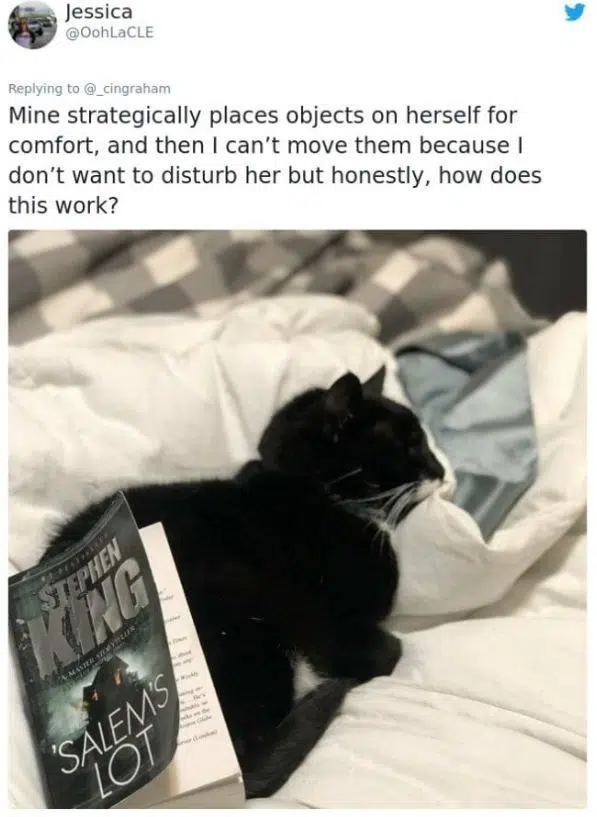 Jessica
@OohLaCLE
Replying to @_cingraham
Mine strategically places objects on herself for
comfort, and then I can’t move them because I
don’t want to disturb her but honestly, how does
this work?
STEPHEN
KING
'SALEM'S
LOT